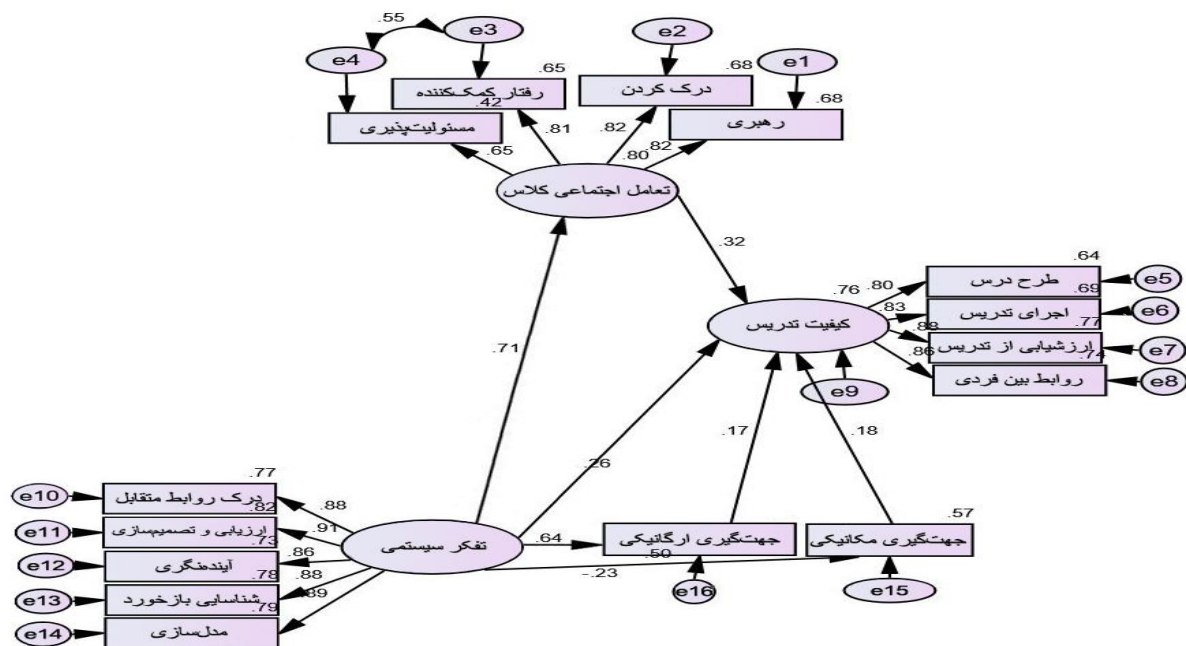 .55
e3
e2
e4
e1
.65
.68
رفتار کمک‌کننده
درک کردن
.68
.42
مسئولیت‌پذیری
رهبری
.65
.81
.82
.80
.82
تعامل اجتماعی کلاس
.32
.64
طرح درس
e5
.76
.80
.69
کیفیت تدریس
.83
اجرای تدریس
e6
.77
.88
ارزشیابی از تدریس
e7
.74
.86
روابط بین فردی
e8
e9
.71
.17
.18
.26
.77
e10
درک روابط متقابل
.88
.82
e11
ارزیابی و تصمیم‌سازی
.91
.73
تفکر سیستمی
.64
جهت‌گیری ارگانیکی
جهت‌گیری مکانیکی
.57
e12
آینده‌نگری
.86
.50
.78
-.23
e13
شناسایی بازخورد
.88
e16
e15
.79
.89
e14
مدل‌سازی